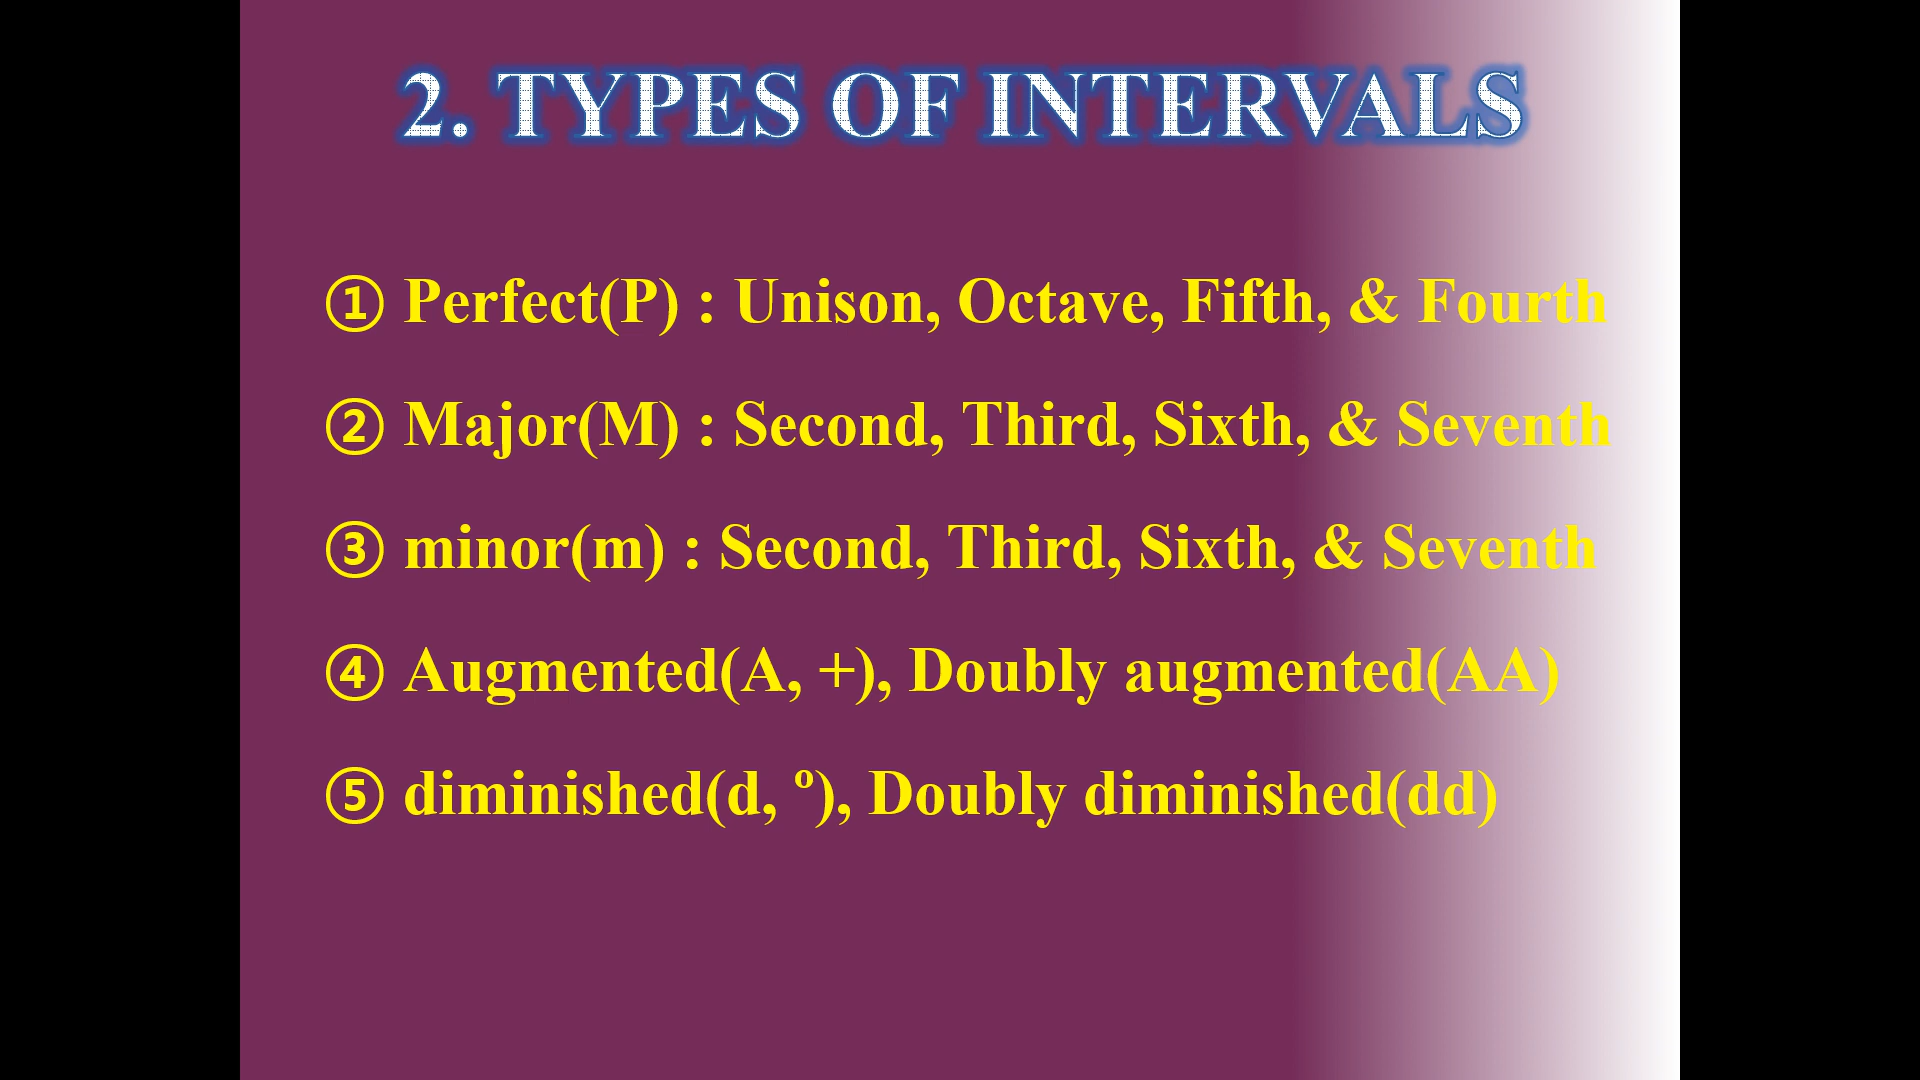 2. TYPES OF INTERVALS
① Perfect(P) : Unison, Octave, Fifth, & Fourth
② Major(M) : Second, Third, Sixth, & Seventh
③ minor(m) : Second, Third, Sixth, & Seventh
④ Augmented(A, +), Doubly augmented(AA)
⑤ diminished(d, º), Doubly diminished(dd)